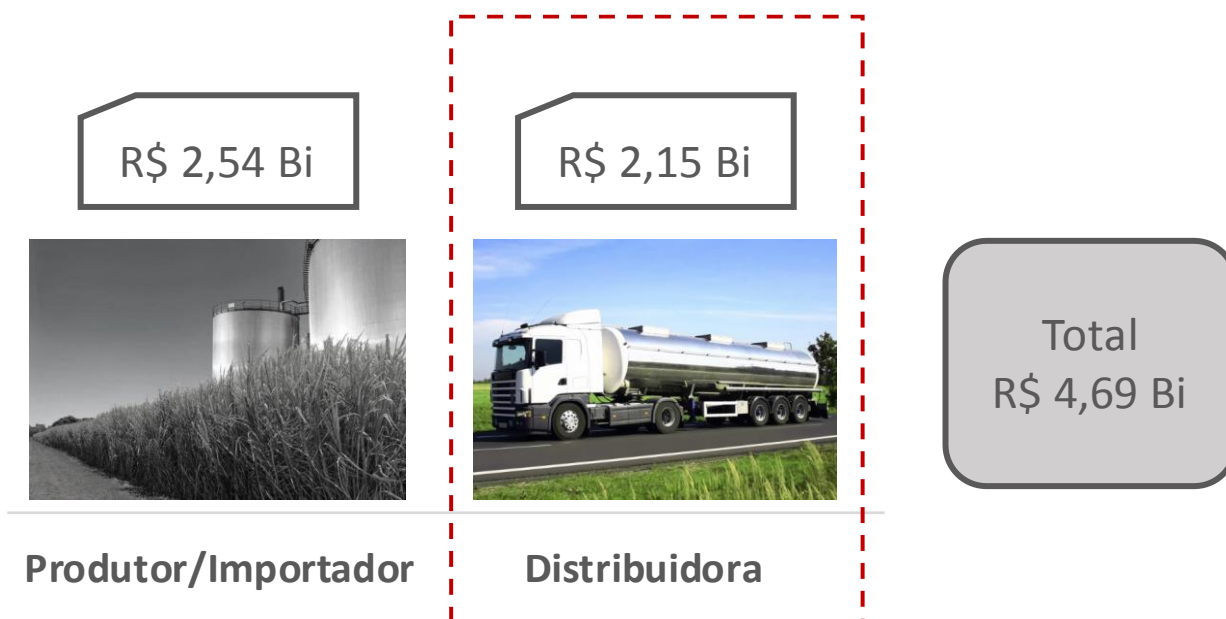 R$ 2,54 Bi
R$ 2,15 Bi
Total
R$ 4,69 Bi
Produtor/Importador
Distribuidora